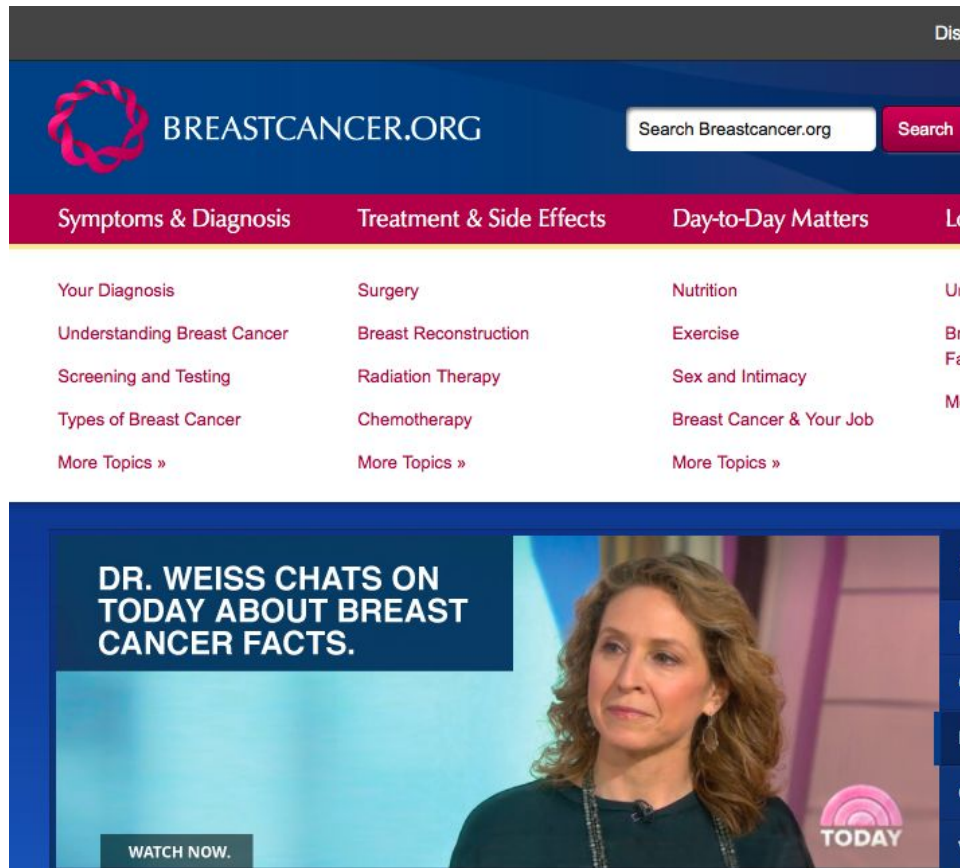 Dis
BREASTCANCER.ORG
Search Breastcancer.org
Search
Symptoms & Diagnosis
Treatment & Side Effects
Day-to-Day Matters
Your Diagnosis
Understanding Breast Cancer
Screening and Testing
Types of Breast Cancer
More Topics »
Surgery
Breast Reconstruction
Radiation Therapy
Chemotherapy
More Topics »
Nutrition
Exercise
Sex and Intimacy
Breast Cancer & Your Job
More Topics »
DR. WEISS CHATS ON
TODAY ABOUT BREAST
CANCER FACTS.
WATCH NOW.
TODAY